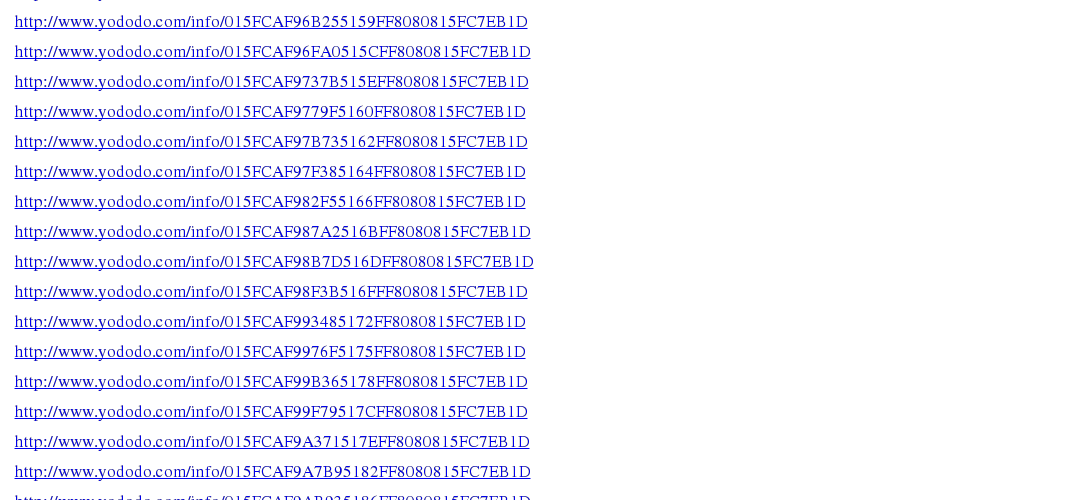 http://www.yododo.com/info/015FCAF96B255159FF8080815FC7EB1D
http://www.yododo.com/info/015FCAF96FA0515CFF8080815FC7EB1D
http://www.yododo.com/info/015FCAF9737B515EFF8080815FC7EB1D
http://www.yododo.com/info/015FCAF9779F5160FF8080815FC7EB1D
http://www.yododo.com/info/015FCAF97B735162FF8080815FC7EB1D
http://www.yododo.com/info/015FCAF97F385164FF8080815FC7EB1D
http://www.yododo.com/info/015FCAF982F55166FF8080815FC7EB1D
http://www.yododo.com/info/015FCAF987A2516BFF8080815FC7EB1D
http://www.yododo.com/info/015FCAF98B7D516DFF8080815FC7EB1D
http://www.yododo.com/info/015FCAF98F3B516FFF8080815FC7EB1D
http://www.yododo.com/info/015FCAF993485172FF8080815FC7EB1D
http://www.yododo.com/info/015FCAF9976F5175FF8080815FC7EB1D
http://www.yododo.com/info/015FCAF99B365178FF8080815FC7EB1D
http://www.yododo.com/info/015FCAF99F79517CFF8080815FC7EB1D
http://www.yododo.com/info/015FCAF9A371517EFF8080815FC7EB1D
http://www.yododo.com/info/015FCAF9A7B95182FF8080815FC7EB1D